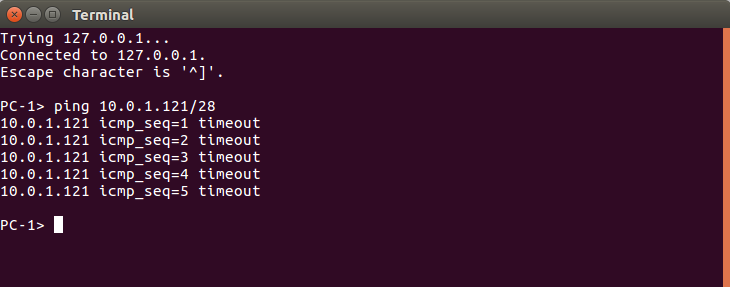 Terminal
Trying 127.0.0.1...
Connected to 127.0.0.1.
Escape character is '^]'.
PC-1> ping 10.0.1.121/28
10.0.1.121 icmp_seq=1 timeout
10.0.1.121 icmp_seq=2 timeout
10.0.1.121 icmp_seq=3 timeout
10.0.1.121 icmp_seq=4 timeout
10.0.1.121 icmp_seq=5 timeout
PC-1>